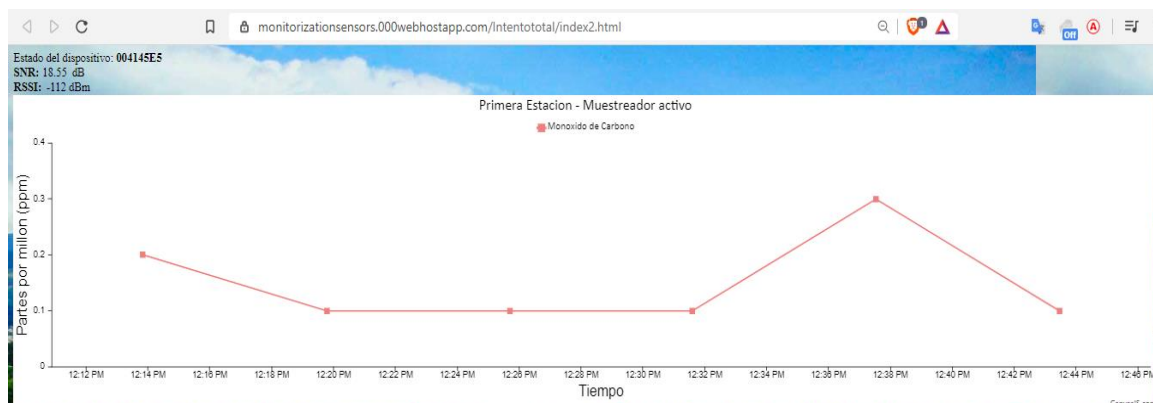 monitorizationsensors.000webhostapp.com/Intentototal/index2.html
1
Off
A
Estado del dispositivo: 004145E5
SNR: 18.55 dB
RSSI: -112 dBm
Primera Estacion - Muestreador activo
Monoxido de Carbono
Partes por millon (ppm)
0.4
0.3
0.2
0.1
0
12:12 PM 12:14 PM 12:16 PM 12:18 PM 12:20 PM 12:22 PM 12:24 PM 12:26 PM 12:28 PM 12:30 PM 12:32 PM 12:34 PM 12:36 PM 12:38 PM 12:40 PM 12:42 PM 12:44 PM 12:46 PM
Tiempo